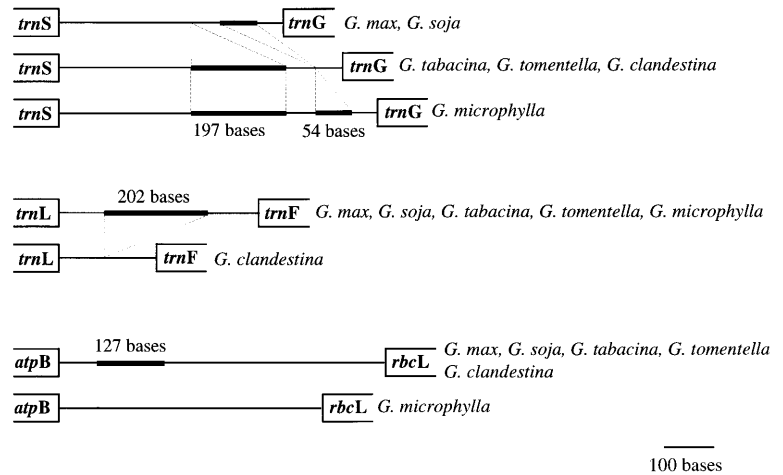 trnS trnG G. max, G. soja
trnS trnG G. tabacina, G. tomentella, G. clandestina
trnS trnG G. microphylla
197 bases 54 bases
202 bases
trnL trnF G. max, G. soja, G. tabacina, G. tomentella, G. microphylla
trnL trnF G. clandestina
127 bases
atpB rbcL G. max, G. soja, G. tabacina, G. tomentella
G. clandestina
atpB rbcL G. microphylla
100 bases